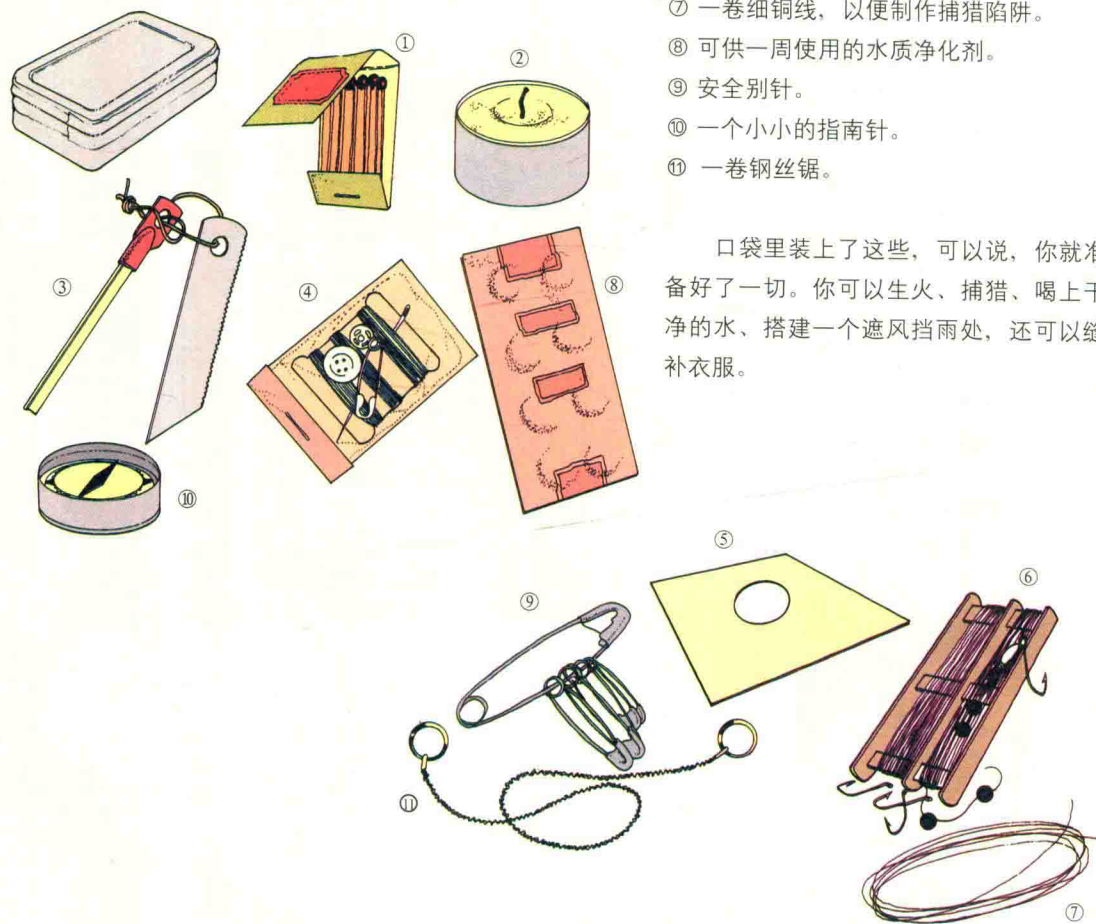 ⑦ 一卷细铜线，以便制作捕猎陷阱。
⑧ 可供一周使用的水质净化剂。
⑨ 安全别针。
⑩ 一个小小的指南针。
⑪ 一卷钢丝锯。
口袋里装上了这些，可以说，你就准
备好了一切。你可以生火、捕猎、喝上干
净的水、搭建一个遮风挡雨处，还可以缝
补衣服。
①
②
③
④
⑧
⑩
⑤
⑨
⑥
⑪
⑦